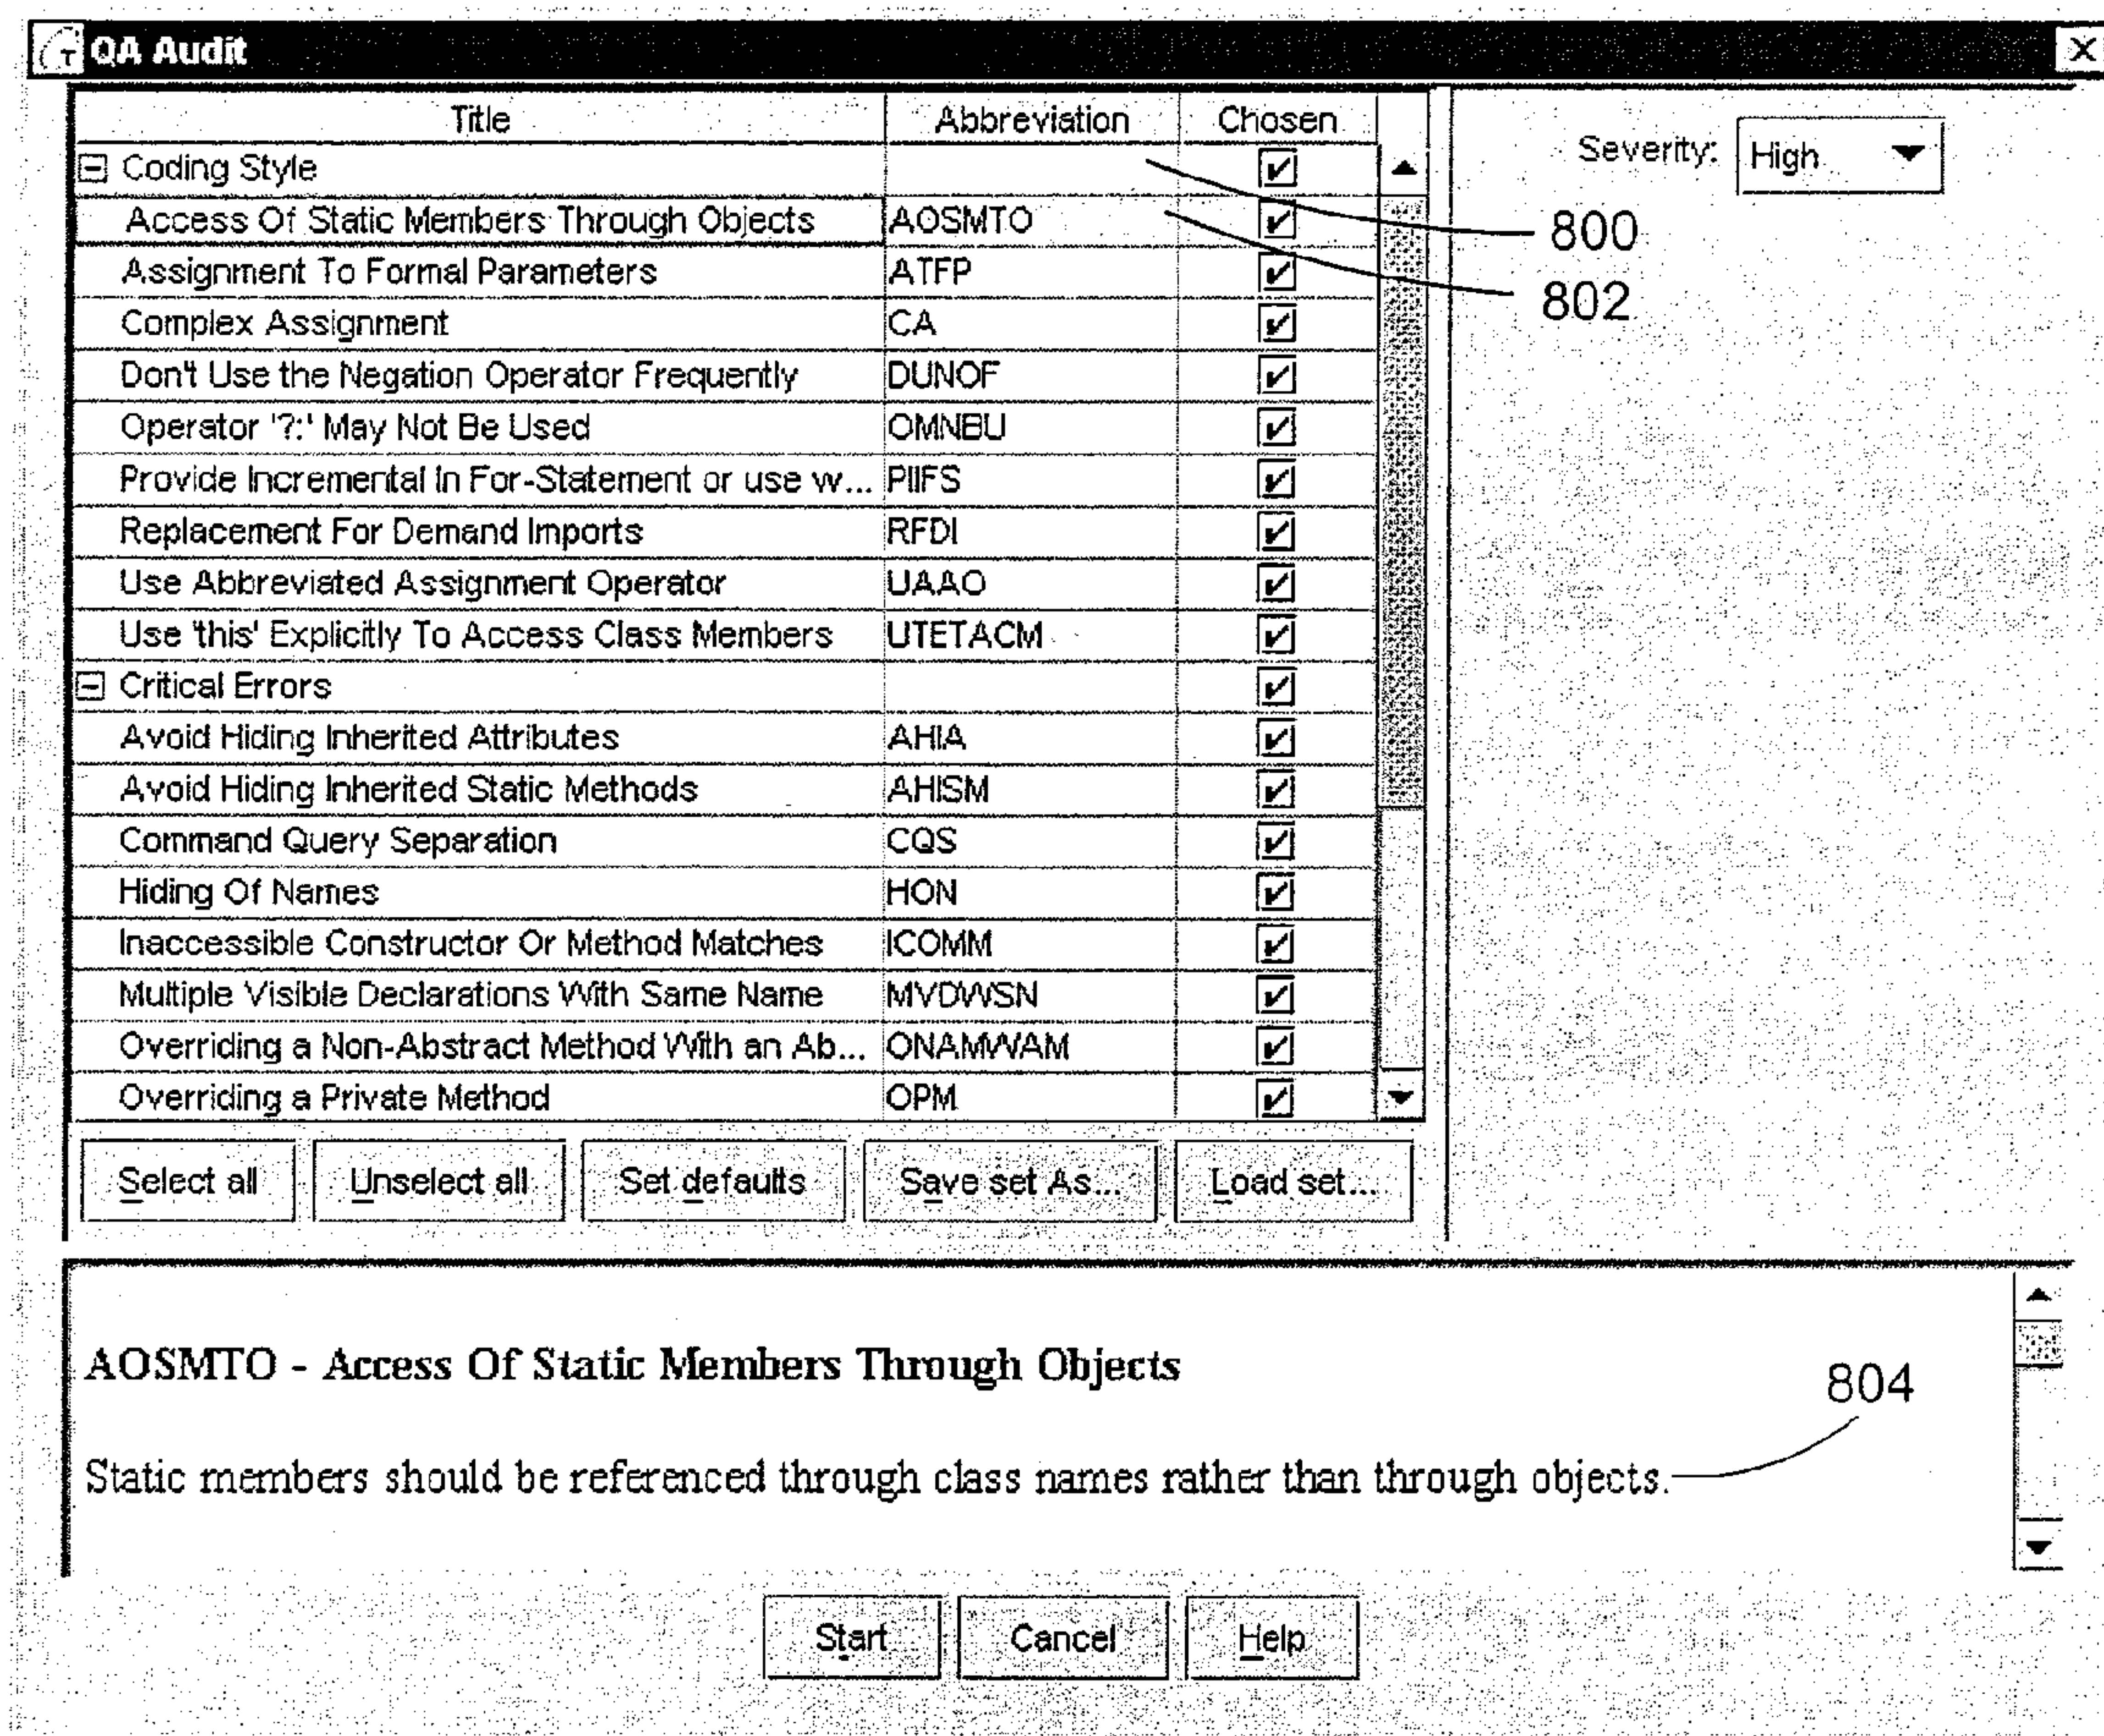 QA Audit
Title Abbreviation Chosen
Severity: High
Coding Style
Access Of Static Members Through Objects AOSMTO
800
Assignment To Formal Parameters ATFP
802
Complex Assignment CA
Don't Use the Negation Operator Frequently DUNOF
Operator '?:' May Not Be Used OMNBU
Provide Incremental In For-Statement or use w... PIIFS
Replacement For Demand Imports RFDI
Use Abbreviated Assignment Operator UAAO
Use 'this' Explicitly To Access Class Members UTETACM
Critical Errors
Avoid Hiding Inherited Attributes AHIA
Avoid Hiding Inherited Static Methods AHISM
Command Query Separation CQS
Hiding Of Names HON
Inaccessible Constructor Or Method Matches ICOMM
Multiple Visible Declarations With Same Name MVDWSN
Overriding a Non-Abstract Method With an Ab... ONAMWAM
Overriding a Private Method OPM
Select all Unselect all Set defaults Save set As... Load set...
AOSMTO - Access Of Static Members Through Objects
804
Static members should be referenced through class names rather than through objects.
Start Cancel Help